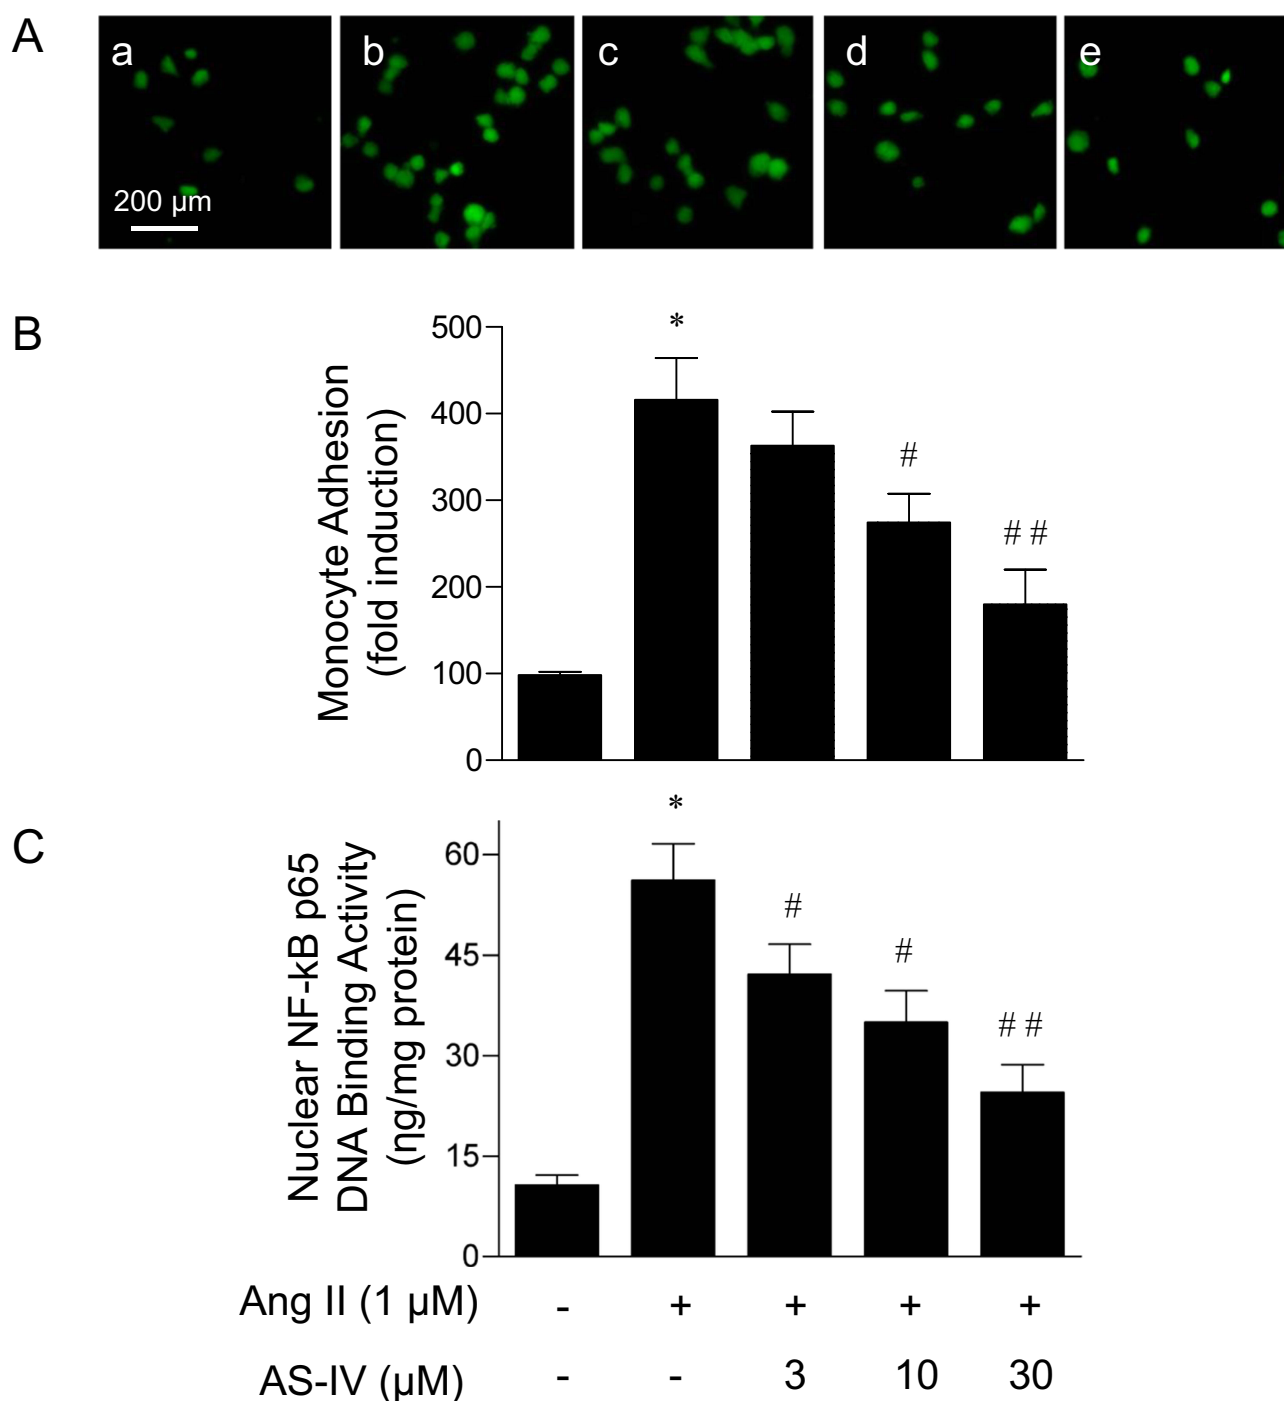 A
a b c d e
200 µm
B
Monocyte Adhesion
(fold induction)
500
400
300
200
100
0
*
#
# #
C
Nuclear NF-kB p65
DNA Binding Activity
(ηg/mg protein)
60
45
30
15
0
*
#
#
# #
Ang II (1 µM) - + + + +
AS-IV (µM) - - 3 10 30